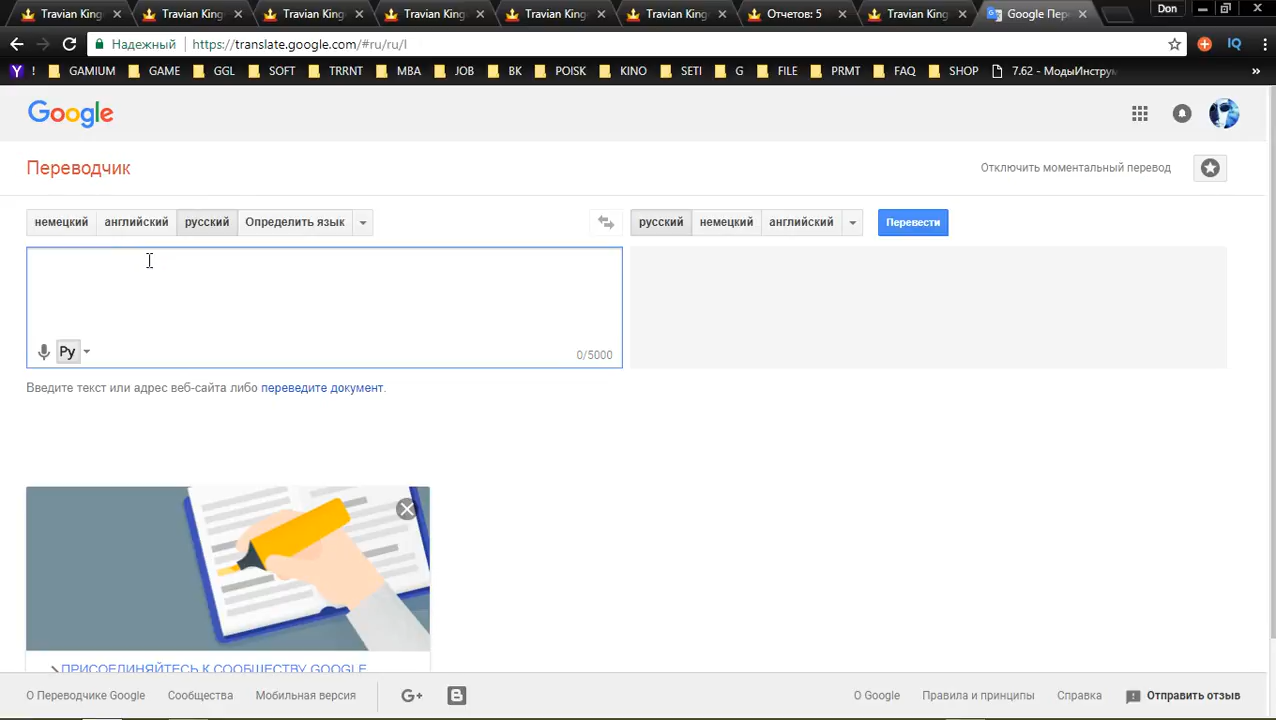 Travian King
Travian King
Travian King
Travian King
Travian King
Travian King
Отчетов: 5
Travian King
Google Пер
Don
Надежный
https://translate.google.com/#ru/ru/l
IQ
Y !
GAMIUM
GAME
GGL
SOFT
TRRNT
MBA
JOB
BK
POISK
KINO
SETI
G
FILE
PRMT
FAQ
SHOP
7.62 - МодыИнструм
»
Google
Переводчик
Отключить моментальный перевод
немецкий
английский
русский
Определить язык
русский
немецкий
английский
Перевести
Ру
0/5000
Введите текст или адрес веб-сайта либо переведите документ.
ПРИСОЕДИНЯЙТЕСЬ К СООБЩЕСТВУ GOOGLE
О Переводчике Google
Сообщества
Мобильная версия
G+
О Google
Правила и принципы
Справка
Отправить отзыв